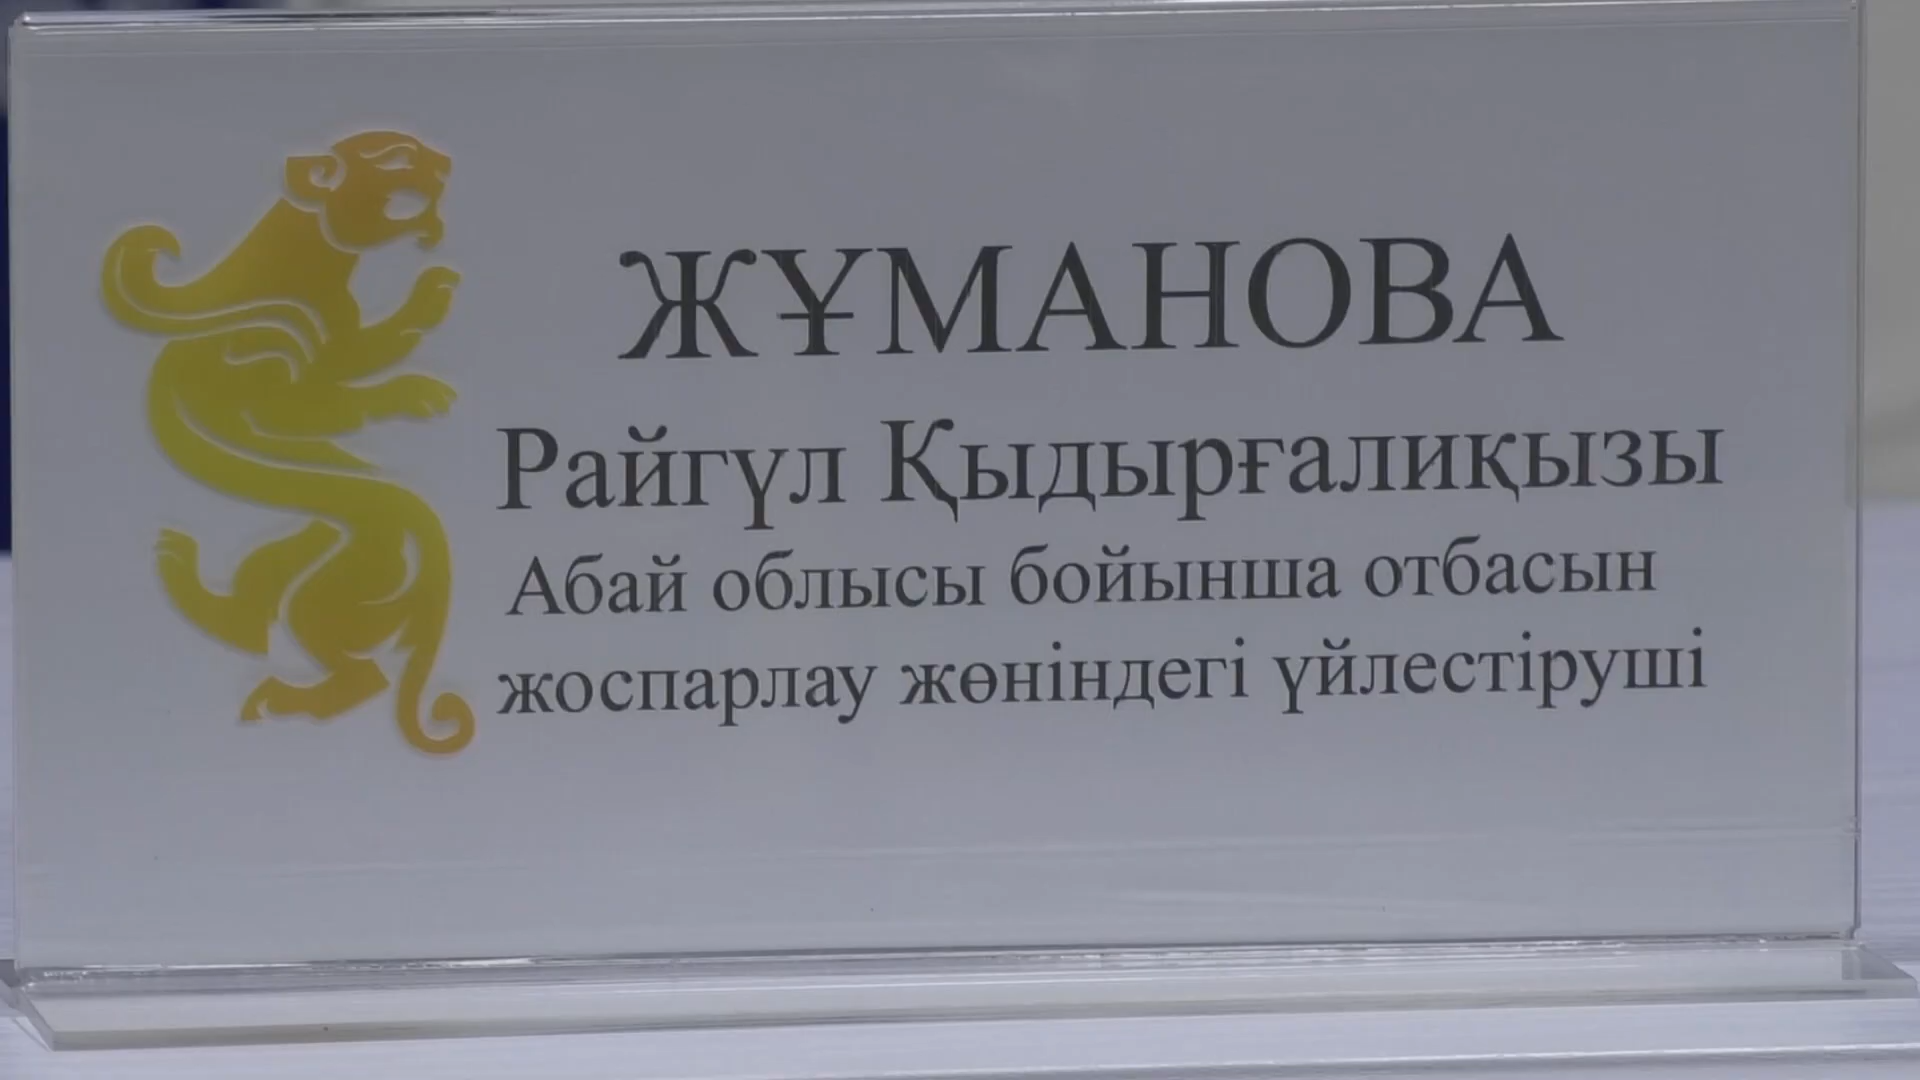 ЖҰМАНОВА
Райгүл Қыдырғалиқызы
Абай облысы бойынша отбасын
жоспарлау жөніндегі үйлестіруші